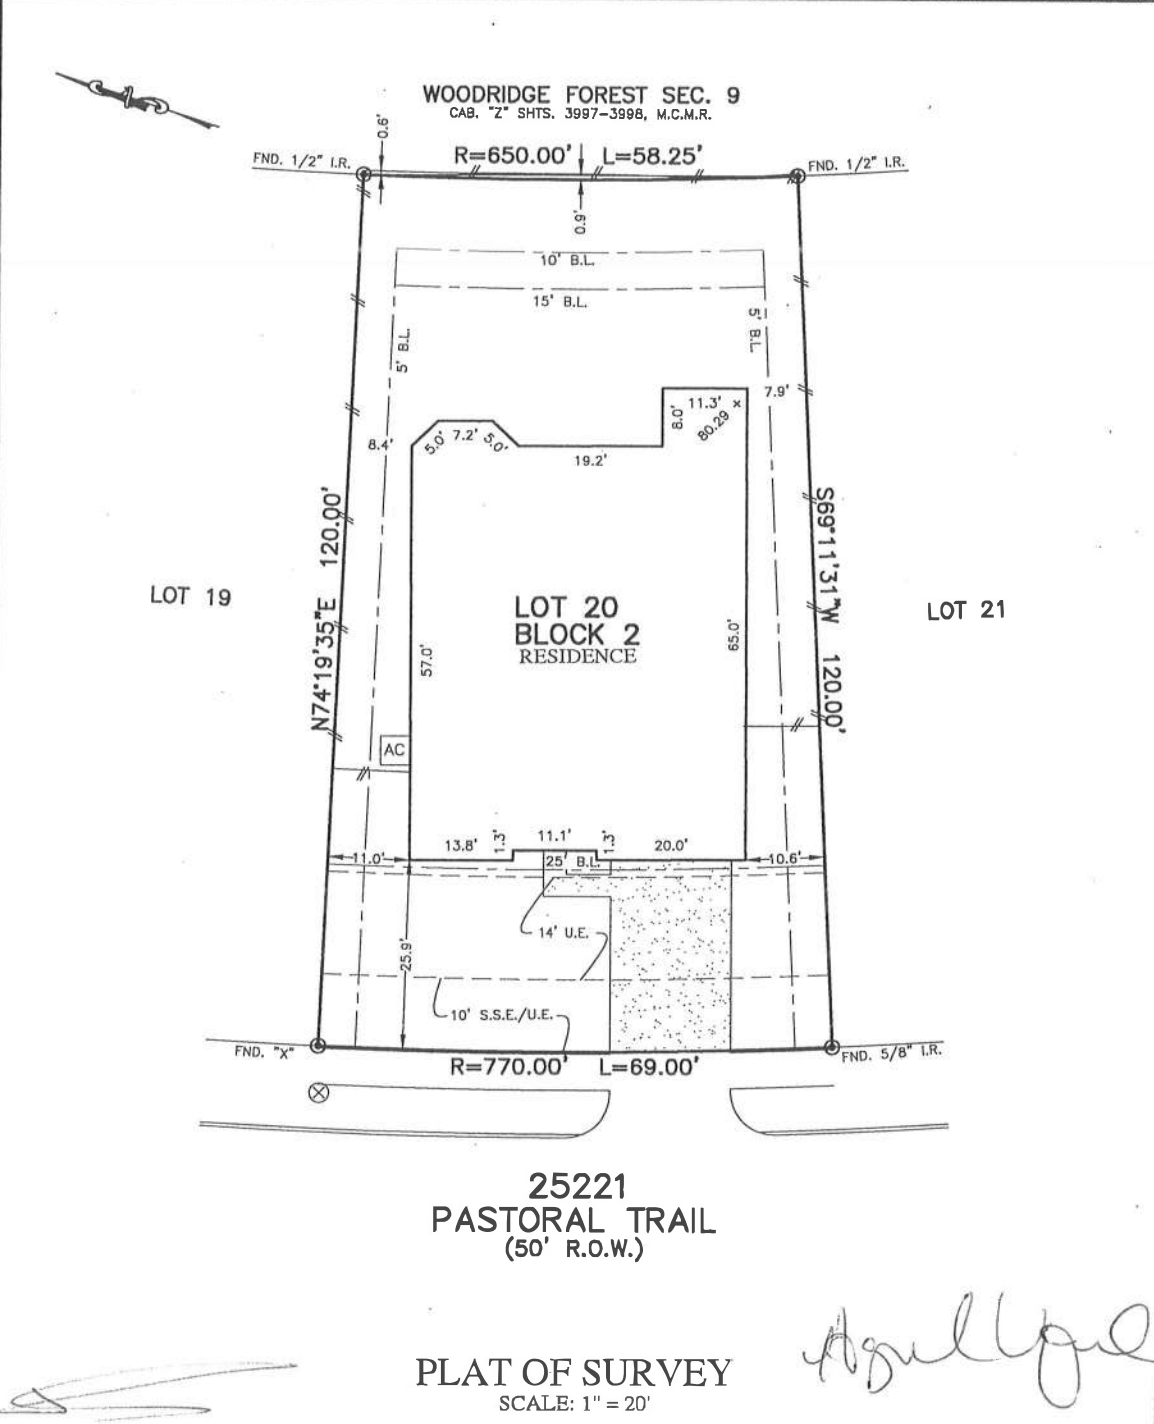 WOODRIDGE FOREST SEC. 9
CAB. "Z" SHTS. 3997-3998, M.C.M.R.
0.6'
FND. 1/2" I.R.
R=650.00' L=58.25'
FND. 1/2" I.R.
0.9'
10' B.L.
15' B.L.
5' B.L.
5' B.L.
7.9'
11.3' x
8.0'
80.29
8.4'
5.0'
7.2'
5.0'
19.2'
N74°19'35"E 120.00'
S69°11'31"W 120.00'
LOT 19
LOT 20
BLOCK 2
RESIDENCE
LOT 21
57.0'
65.0'
AC
13.8'
1.3'
11.1'
1.3'
20.0'
11.0'
25' B.L.
10.6'
14' U.E.
25.9'
10' S.S.E./U.E.
FND. "X"
R=770.00' L=69.00'
FND. 5/8" I.R.
25221
PASTORAL TRAIL
(50' R.O.W.)
PLAT OF SURVEY
SCALE: 1" = 20'